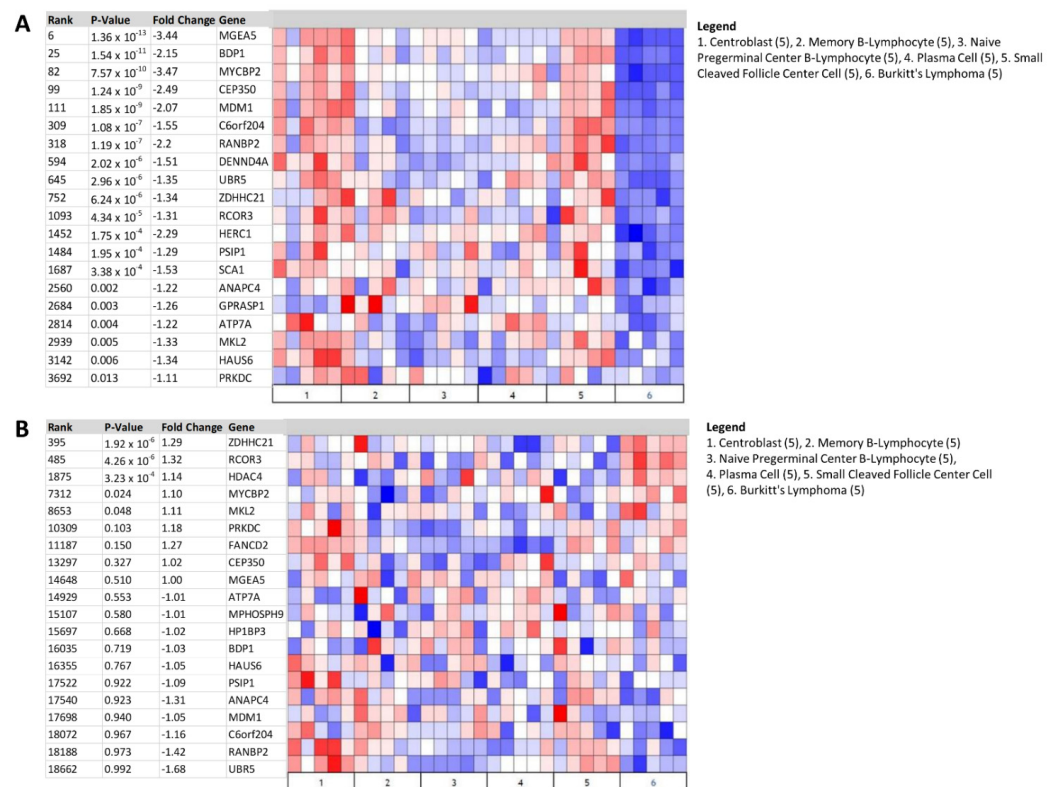 A
Rank P-Value Fold Change Gene
6 1.36 x 10⁻¹³ -3.44 MGEA5
25 1.54 x 10⁻¹¹ -2.15 BDP1
82 7.57 x 10⁻¹⁰ -3.47 MYCBP2
99 1.24 x 10⁻⁹ -2.49 CEP350
111 1.85 x 10⁻⁹ -2.07 MDM1
309 1.08 x 10⁻⁷ -1.55 C6orf204
318 1.19 x 10⁻⁷ -2.2 RANBP2
594 2.02 x 10⁻⁶ -1.51 DENND4A
645 2.96 x 10⁻⁶ -1.35 UBR5
752 6.24 x 10⁻⁶ -1.34 ZDHHC21
1093 4.34 x 10⁻⁵ -1.31 RCOR3
1452 1.75 x 10⁻⁴ -2.29 HERC1
1484 1.95 x 10⁻⁴ -1.29 PSIP1
1687 3.38 x 10⁻⁴ -1.53 SCA1
2560 0.002 -1.22 ANAPC4
2684 0.003 -1.26 GPRASP1
2814 0.004 -1.22 ATP7A
2939 0.005 -1.33 MKL2
3142 0.006 -1.34 HAUS6
3692 0.013 -1.11 PRKDC
1 2 3 4 5 6
Legend
1. Centroblast (5), 2. Memory B-Lymphocyte (5), 3. Naive
Pregerminal Center B-Lymphocyte (5), 4. Plasma Cell (5), 5. Small
Cleaved Follicle Center Cell (5), 6. Burkitt's Lymphoma (5)
B
Rank P-Value Fold Change Gene
395 1.92 x 10⁻⁶ 1.29 ZDHHC21
485 4.26 x 10⁻⁶ 1.32 RCOR3
1875 3.23 x 10⁻⁴ 1.14 HDAC4
7312 0.024 1.10 MYCBP2
8653 0.048 1.11 MKL2
10309 0.103 1.18 PRKDC
11187 0.150 1.27 FANCD2
13297 0.327 1.02 CEP350
14648 0.510 1.00 MGEA5
14929 0.553 -1.01 ATP7A
15107 0.580 -1.01 MPHOSPH9
15697 0.668 -1.02 HP1BP3
16035 0.719 -1.03 BDP1
16355 0.767 -1.05 HAUS6
17522 0.922 -1.09 PSIP1
17540 0.923 -1.31 ANAPC4
17698 0.940 -1.05 MDM1
18072 0.967 -1.16 C6orf204
18188 0.973 -1.42 RANBP2
18662 0.992 -1.68 UBR5
1 2 3 4 5 6
Legend
1. Centroblast (5), 2. Memory B-Lymphocyte (5)
3. Naive Pregerminal Center B-Lymphocyte (5),
4. Plasma Cell (5), 5. Small Cleaved Follicle Center Cell
(5), 6. Burkitt's Lymphoma (5)